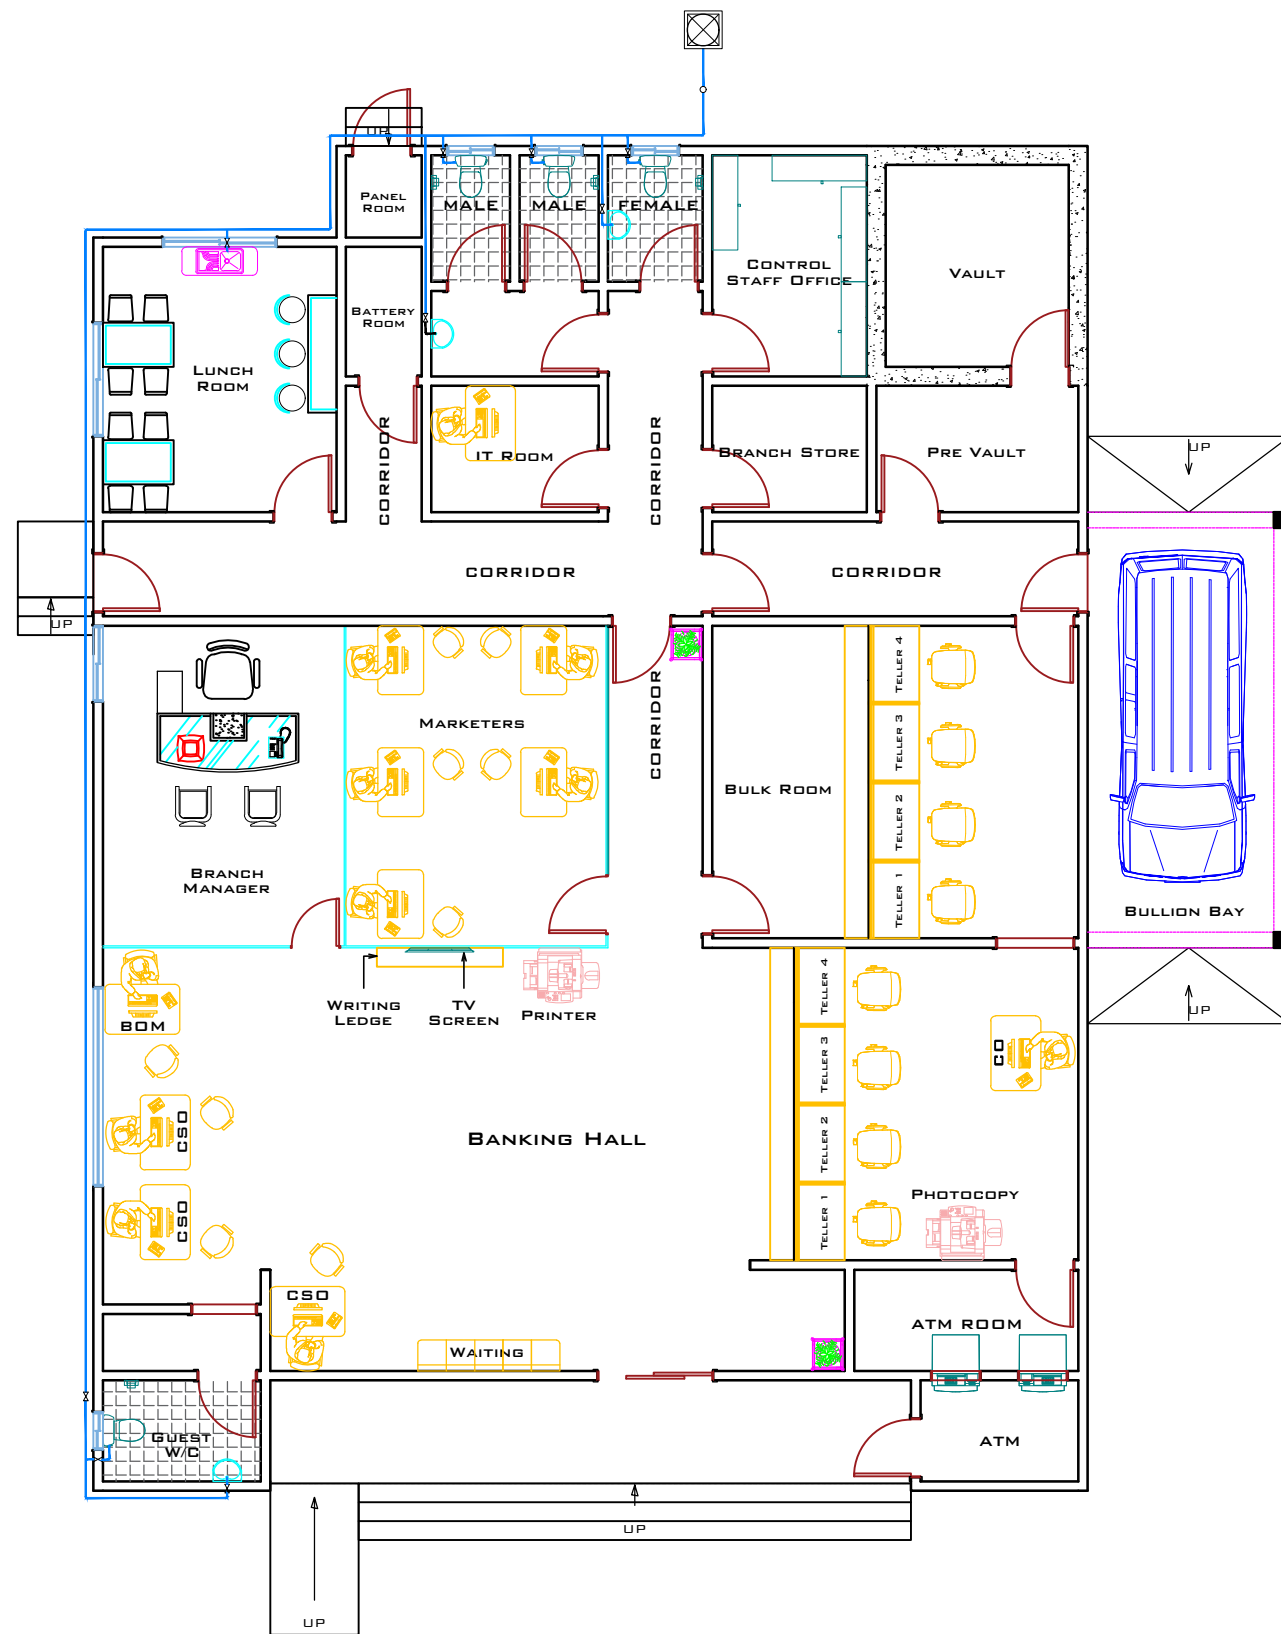 UP
PANEL
ROOM
MALE
MALE
FEMALE
CONTROL
STAFF OFFICE
VAULT
BATTERY
ROOM
LUNCH
ROOM
CORRIDOR
IT ROOM
CORRIDOR
BRANCH STORE
PRE VAULT
UP
CORRIDOR
CORRIDOR
UP
MARKETERS
CORRIDOR
BULK ROOM
TELLER 4
TELLER 3
TELLER 2
TELLER 1
BRANCH
MANAGER
BULLION BAY
WRITING
LEDGE
TV
SCREEN
PRINTER
BOM
TELLER 4
TELLER 3
TELLER 2
TELLER 1
CO
UP
CSO
CSO
BANKING HALL
PHOTOCOPY
CSO
WAITING
ATM ROOM
GUEST
W/C
ATM
UP
UP